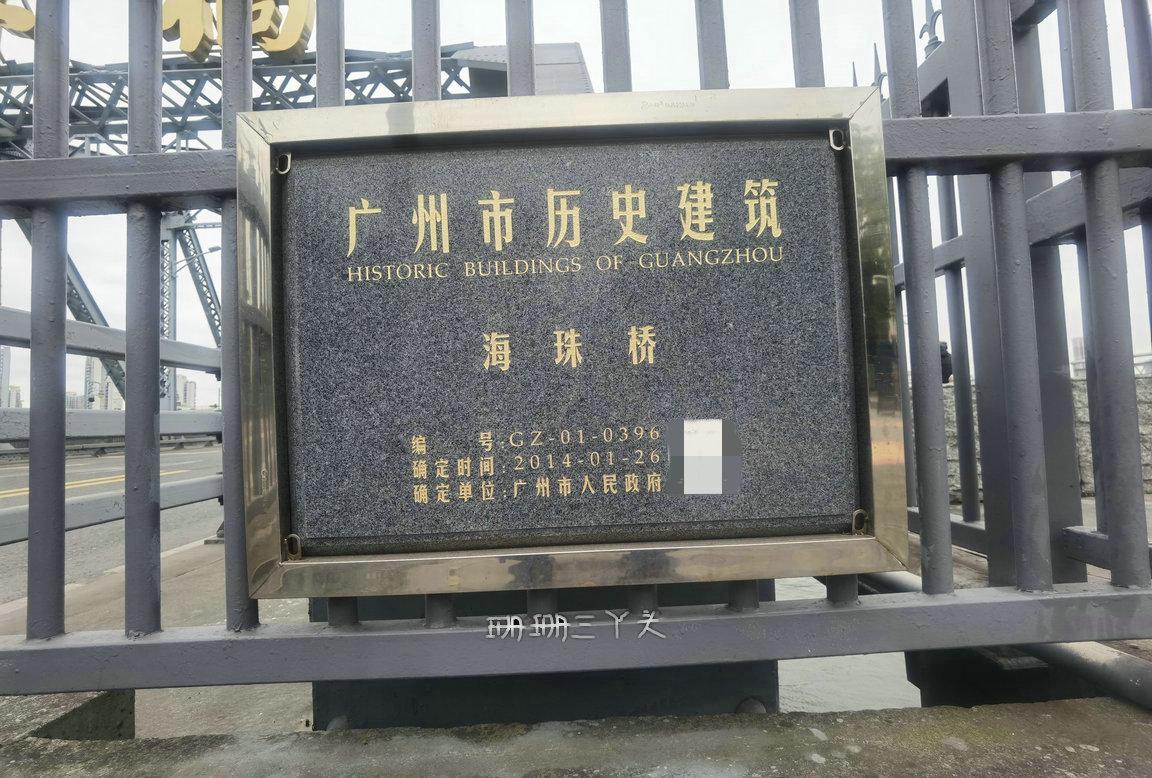 桥
广州市历史建筑
HISTORIC BUILDINGS OF GUANGZHOU
海珠桥
编 号:GZ-01-0396
确定时间:2014-01-26
确定单位:广州市人民政府
珊珊三丫头